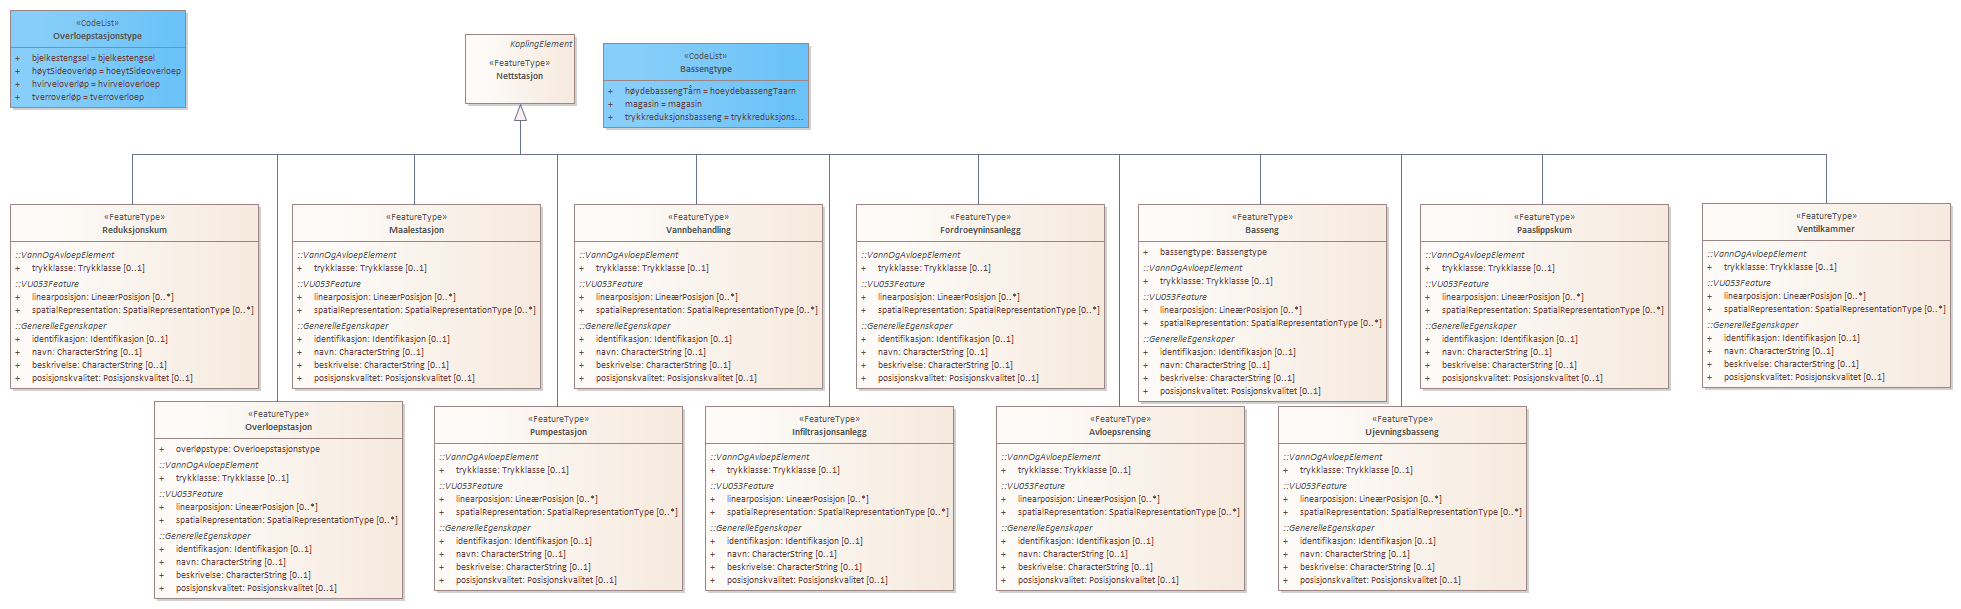 «CodeList»
Overloepstasjonstype
+ bjelkestengsel = bjelkestengsel
+ høytSideoverløp = hoeytSideoverloep
+ hvirveloverløp = hvirveloverloep
+ tverroverløp = tverroverloep
KoplingElement
«FeatureType»
Nettstasjon
«CodeList»
Bassengtype
+ høydebassengTårn = hoeydebassengTaarn
+ magasin = magasin
+ trykkreduksjonsbasseng = trykkreduksjons...
«FeatureType»
Reduksjonskum
::VannOgAvloepElement
+ trykklasse: Trykklasse [0..1]
::VU053Feature
+ linearposisjon: LineærPosisjon [0..*]
+ spatialRepresentation: SpatialRepresentationType [0..*]
::GenerelleEgenskaper
+ identifikasjon: Identifikasjon [0..1]
+ navn: CharacterString [0..1]
+ beskrivelse: CharacterString [0..1]
+ posisjonskvalitet: Posisjonskvalitet [0..1]
«FeatureType»
Maalestasjon
::VannOgAvloepElement
+ trykklasse: Trykklasse [0..1]
::VU053Feature
+ linearposisjon: LineærPosisjon [0..*]
+ spatialRepresentation: SpatialRepresentationType [0..*]
::GenerelleEgenskaper
+ identifikasjon: Identifikasjon [0..1]
+ navn: CharacterString [0..1]
+ beskrivelse: CharacterString [0..1]
+ posisjonskvalitet: Posisjonskvalitet [0..1]
«FeatureType»
Vannbehandling
::VannOgAvloepElement
+ trykklasse: Trykklasse [0..1]
::VU053Feature
+ linearposisjon: LineærPosisjon [0..*]
+ spatialRepresentation: SpatialRepresentationType [0..*]
::GenerelleEgenskaper
+ identifikasjon: Identifikasjon [0..1]
+ navn: CharacterString [0..1]
+ beskrivelse: CharacterString [0..1]
+ posisjonskvalitet: Posisjonskvalitet [0..1]
«FeatureType»
Fordroeyninsanlegg
::VannOgAvloepElement
+ trykklasse: Trykklasse [0..1]
::VU053Feature
+ linearposisjon: LineærPosisjon [0..*]
+ spatialRepresentation: SpatialRepresentationType [0..*]
::GenerelleEgenskaper
+ identifikasjon: Identifikasjon [0..1]
+ navn: CharacterString [0..1]
+ beskrivelse: CharacterString [0..1]
+ posisjonskvalitet: Posisjonskvalitet [0..1]
«FeatureType»
Basseng
+ bassengtype: Bassengtype
::VannOgAvloepElement
+ trykklasse: Trykklasse [0..1]
::VU053Feature
+ linearposisjon: LineærPosisjon [0..*]
+ spatialRepresentation: SpatialRepresentationType [0..*]
::GenerelleEgenskaper
+ identifikasjon: Identifikasjon [0..1]
+ navn: CharacterString [0..1]
+ beskrivelse: CharacterString [0..1]
+ posisjonskvalitet: Posisjonskvalitet [0..1]
«FeatureType»
Paaslippskum
::VannOgAvloepElement
+ trykklasse: Trykklasse [0..1]
::VU053Feature
+ linearposisjon: LineærPosisjon [0..*]
+ spatialRepresentation: SpatialRepresentationType [0..*]
::GenerelleEgenskaper
+ identifikasjon: Identifikasjon [0..1]
+ navn: CharacterString [0..1]
+ beskrivelse: CharacterString [0..1]
+ posisjonskvalitet: Posisjonskvalitet [0..1]
«FeatureType»
Ventilkammer
::VannOgAvloepElement
+ trykklasse: Trykklasse [0..1]
::VU053Feature
+ linearposisjon: LineærPosisjon [0..*]
+ spatialRepresentation: SpatialRepresentationType [0..*]
::GenerelleEgenskaper
+ identifikasjon: Identifikasjon [0..1]
+ navn: CharacterString [0..1]
+ beskrivelse: CharacterString [0..1]
+ posisjonskvalitet: Posisjonskvalitet [0..1]
«FeatureType»
Overloepstasjon
+ overløpstype: Overloepstasjonstype
::VannOgAvloepElement
+ trykklasse: Trykklasse [0..1]
::VU053Feature
+ linearposisjon: LineærPosisjon [0..*]
+ spatialRepresentation: SpatialRepresentationType [0..*]
::GenerelleEgenskaper
+ identifikasjon: Identifikasjon [0..1]
+ navn: CharacterString [0..1]
+ beskrivelse: CharacterString [0..1]
+ posisjonskvalitet: Posisjonskvalitet [0..1]
«FeatureType»
Pumpestasjon
::VannOgAvloepElement
+ trykklasse: Trykklasse [0..1]
::VU053Feature
+ linearposisjon: LineærPosisjon [0..*]
+ spatialRepresentation: SpatialRepresentationType [0..*]
::GenerelleEgenskaper
+ identifikasjon: Identifikasjon [0..1]
+ navn: CharacterString [0..1]
+ beskrivelse: CharacterString [0..1]
+ posisjonskvalitet: Posisjonskvalitet [0..1]
«FeatureType»
Infiltrasjonsanlegg
::VannOgAvloepElement
+ trykklasse: Trykklasse [0..1]
::VU053Feature
+ linearposisjon: LineærPosisjon [0..*]
+ spatialRepresentation: SpatialRepresentationType [0..*]
::GenerelleEgenskaper
+ identifikasjon: Identifikasjon [0..1]
+ navn: CharacterString [0..1]
+ beskrivelse: CharacterString [0..1]
+ posisjonskvalitet: Posisjonskvalitet [0..1]
«FeatureType»
Avloepsrensing
::VannOgAvloepElement
+ trykklasse: Trykklasse [0..1]
::VU053Feature
+ linearposisjon: LineærPosisjon [0..*]
+ spatialRepresentation: SpatialRepresentationType [0..*]
::GenerelleEgenskaper
+ identifikasjon: Identifikasjon [0..1]
+ navn: CharacterString [0..1]
+ beskrivelse: CharacterString [0..1]
+ posisjonskvalitet: Posisjonskvalitet [0..1]
«FeatureType»
Ujevningsbasseng
::VannOgAvloepElement
+ trykklasse: Trykklasse [0..1]
::VU053Feature
+ linearposisjon: LineærPosisjon [0..*]
+ spatialRepresentation: SpatialRepresentationType [0..*]
::GenerelleEgenskaper
+ identifikasjon: Identifikasjon [0..1]
+ navn: CharacterString [0..1]
+ beskrivelse: CharacterString [0..1]
+ posisjonskvalitet: Posisjonskvalitet [0..1]